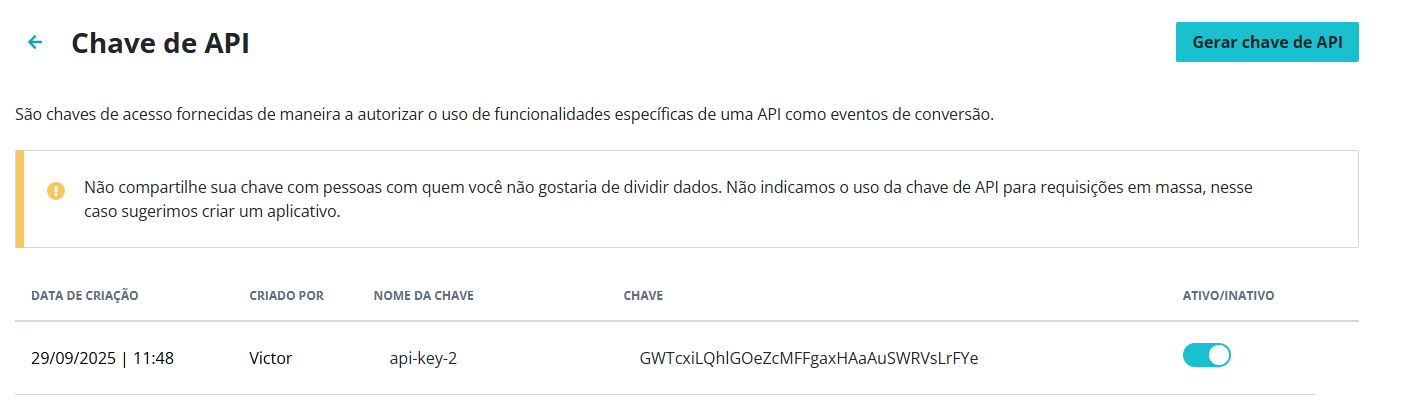 Chave de API
Gerar chave de API
São chaves de acesso fornecidas de maneira a autorizar o uso de funcionalidades específicas de uma API como eventos de conversão.
Não compartilhe sua chave com pessoas com quem você não gostaria de dividir dados. Não indicamos o uso da chave de API para requisições em massa, nesse
caso sugerimos criar um aplicativo.
DATA DE CRIAÇÃO CRIADO POR NOME DA CHAVE CHAVE ATIVO/INATIVO
29/09/2025 | 11:48 Victor api-key-2 GWTcxiLQhlGOeZcMFFgaxHAaAuSWRVsLrFYe